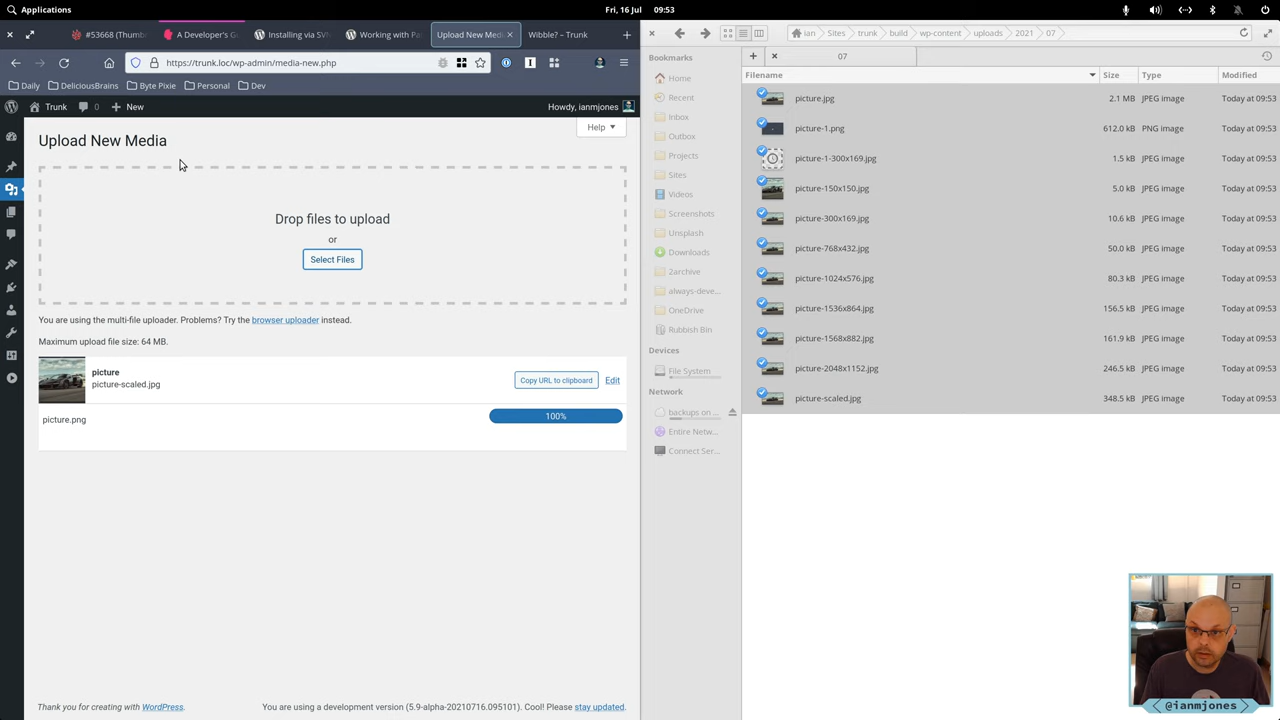 Applications
Fri, 16 Jul 09:53
#53668 (Thumb
A Developer's G
Installing via SVN
Working with Pa
Upload New Medi
Wibble? – Trunk
https://trunk.loc/wp-admin/media-new.php
Daily
DeliciousBrains
Byte Pixie
Personal
Dev
Trunk
0
New
Howdy, ianmjones
Upload New Media
Help
Drop files to upload
or
Select Files
You are using the multi-file uploader. Problems? Try the browser uploader instead.
Maximum upload file size: 64 MB.
picture
picture-scaled.jpg
Copy URL to clipboard
Edit
picture.png
100%
Thank you for creating with WordPress.
You are using a development version (5.9-alpha-20210716.095101). Cool! Please stay updated.
ian
Sites
trunk
build
wp-content
uploads
2021
07
Bookmarks
Home
Recent
Inbox
Outbox
Projects
Sites
Videos
Screenshots
Unsplash
Downloads
2archive
always-deve...
OneDrive
Rubbish Bin
Devices
File System
Network
backups on ...
Entire Netw...
Connect Ser...
07
Filename Size Type Modified
picture.jpg 2.1 MB JPEG image Today at 09:53
picture-1.png 612.0 kB PNG image Today at 09:53
picture-1-300x169.jpg 1.5 kB JPEG image Today at 09:53
picture-150x150.jpg 5.0 kB JPEG image Today at 09:53
picture-300x169.jpg 10.6 kB JPEG image Today at 09:53
picture-768x432.jpg 50.0 kB JPEG image Today at 09:53
picture-1024x576.jpg 80.3 kB JPEG image Today at 09:53
picture-1536x864.jpg 156.5 kB JPEG image Today at 09:53
picture-1568x882.jpg 161.9 kB JPEG image Today at 09:53
picture-2048x1152.jpg 246.5 kB JPEG image Today at 09:53
picture-scaled.jpg 348.5 kB JPEG image Today at 09:53
@ianmjones